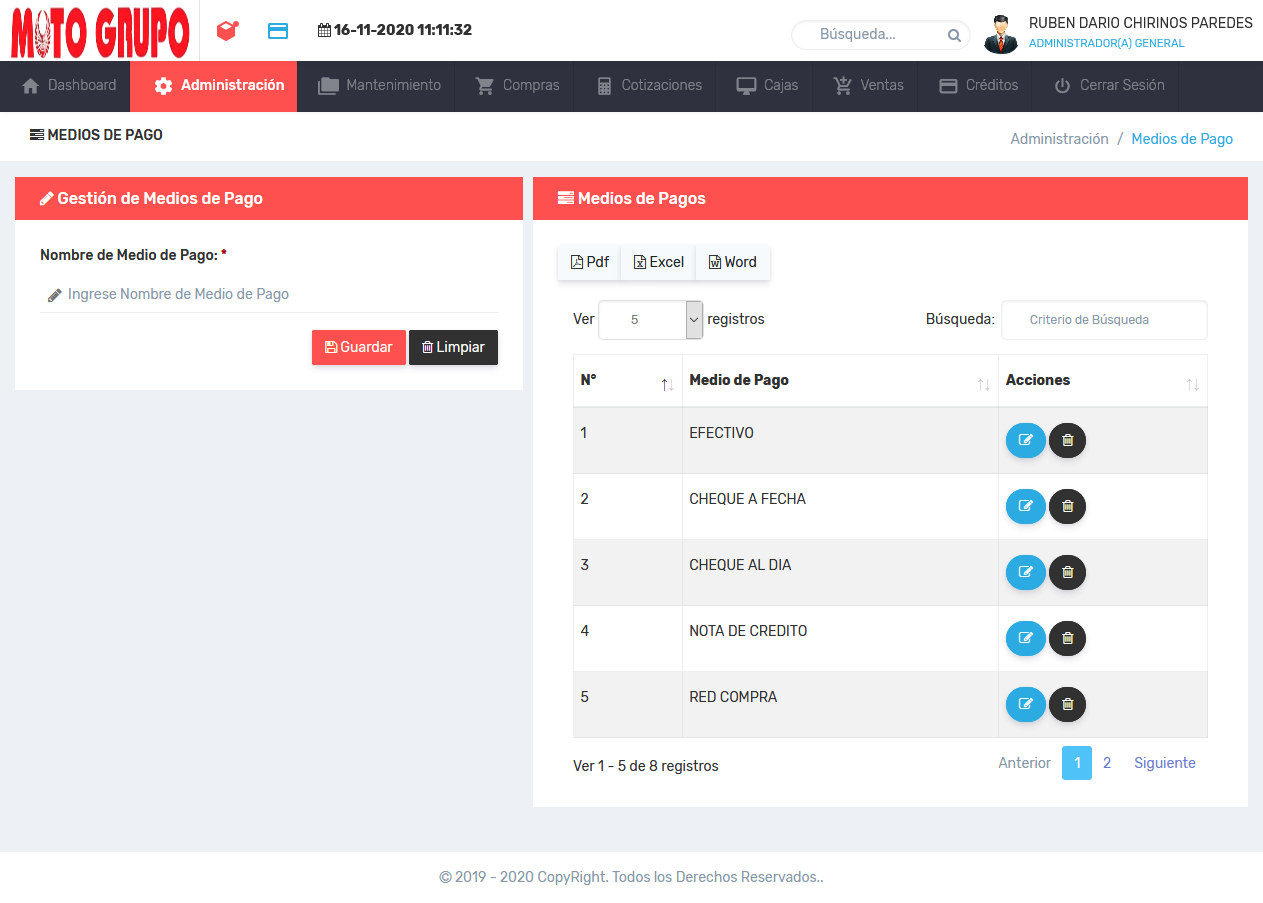 MOTO GRUPO
16-11-2020 11:11:32
Búsqueda...
RUBEN DARIO CHIRINOS PAREDES
ADMINISTRADOR(A) GENERAL
Dashboard
Administración
Mantenimiento
Compras
Cotizaciones
Cajas
Ventas
Créditos
Cerrar Sesión
MEDIOS DE PAGO
Administración / Medios de Pago
Gestión de Medios de Pago
Nombre de Medio de Pago: *
Ingrese Nombre de Medio de Pago
Guardar
Limpiar
Medios de Pagos
Pdf
Excel
Word
Ver 5 registros
Búsqueda: Criterio de Búsqueda
N° Medio de Pago Acciones
1 EFECTIVO
2 CHEQUE A FECHA
3 CHEQUE AL DIA
4 NOTA DE CREDITO
5 RED COMPRA
Ver 1 - 5 de 8 registros
Anterior 1 2 Siguiente
© 2019 - 2020 CopyRight. Todos los Derechos Reservados..